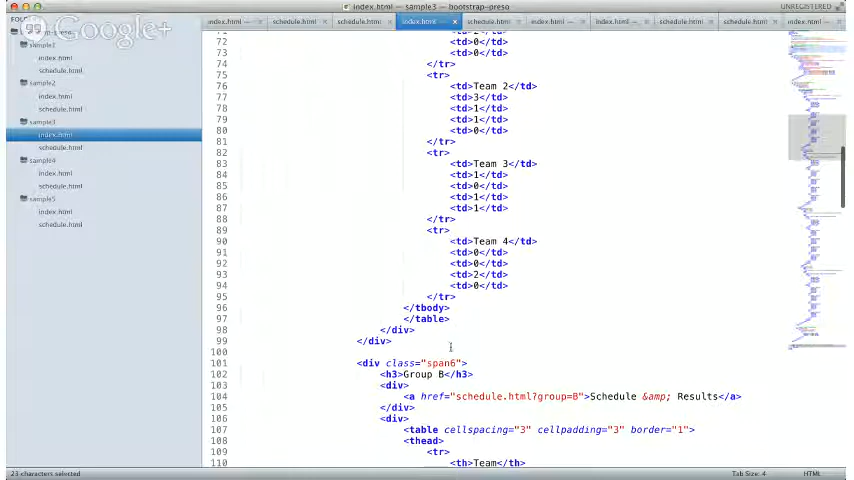 index.html — sample3 — bootstrap-preso
UNREGISTERED
Google+
index.html —
schedule.html
schedule.html
index.html —
schedule.html
index.html —
index.html —
schedule.html
schedule.html
index.html —
index.html
schedule.html
sample2
index.html
schedule.html
sample3
index.html
schedule.html
sample4
index.html
schedule.html
sample5
index.html
schedule.html
72 <td>0</td>
73 <td>0</td>
74 </tr>
75 <tr>
76 <td>Team 2</td>
77 <td>3</td>
78 <td>1</td>
79 <td>1</td>
80 <td>0</td>
81 </tr>
82 <tr>
83 <td>Team 3</td>
84 <td>1</td>
85 <td>0</td>
86 <td>1</td>
87 <td>1</td>
88 </tr>
89 <tr>
90 <td>Team 4</td>
91 <td>0</td>
92 <td>0</td>
93 <td>2</td>
94 <td>0</td>
95 </tr>
96 </tbody>
97 </table>
98 </div>
99 </div>
100
101 <div class="span6">
102 <h3>Group B</h3>
103 <div>
104 <a href="schedule.html?group=B">Schedule &amp; Results</a>
105 </div>
106 <div>
107 <table cellspacing="3" cellpadding="3" border="1">
108 <thead>
109 <tr>
110 <th>Team</th>
23 characters selected
Tab Size: 4
HTML